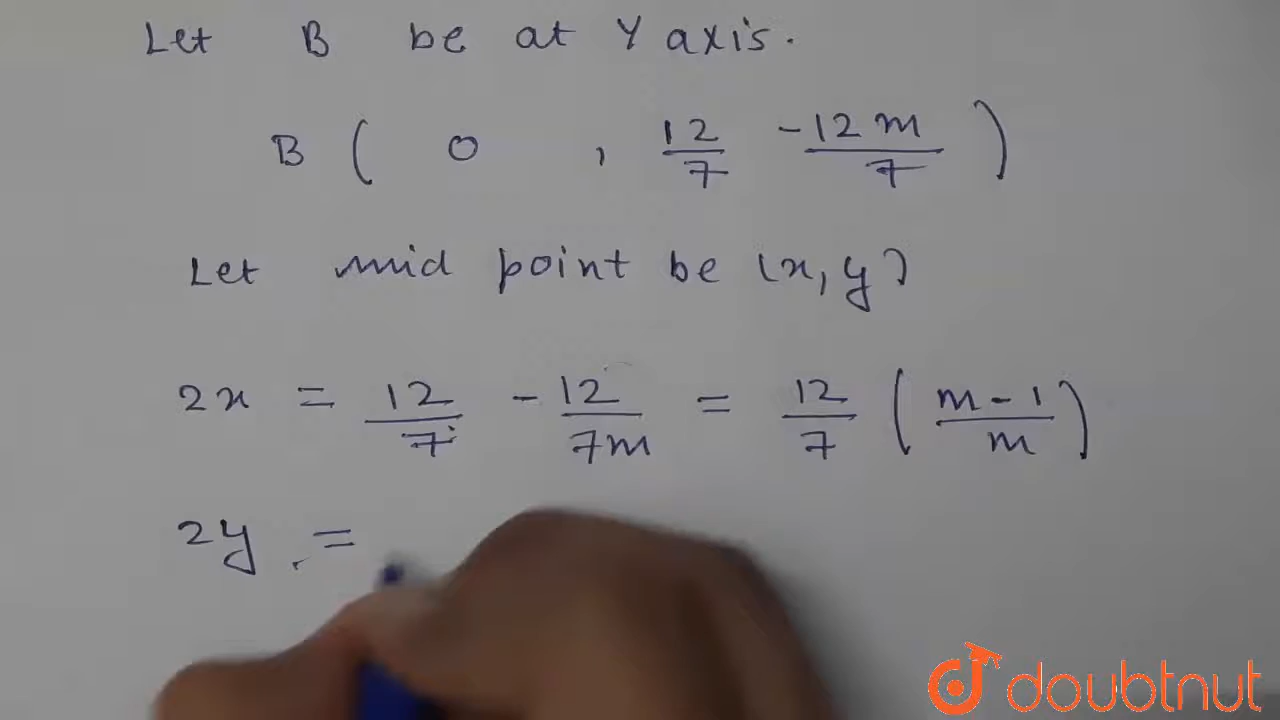 Let B be at Y axis.
B ( 0 , 12/7 - 12m/7 )
Let mid point be (x, y)
2x = 12/7 - 12/7m = 12/7 ( m-1/m )
2y =
doubtnut